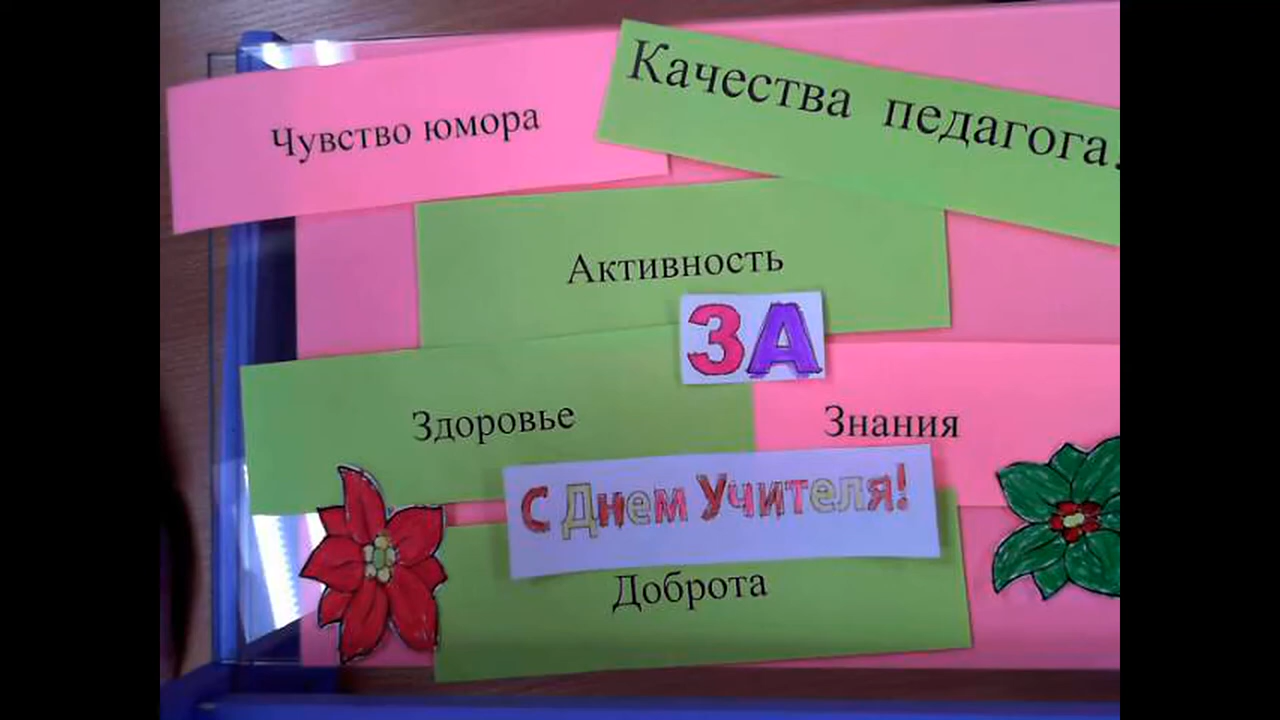 Качества педагога.
Чувство юмора
Активность
ЗА
Здоровье
Знания
С Днем Учителя!
Доброта